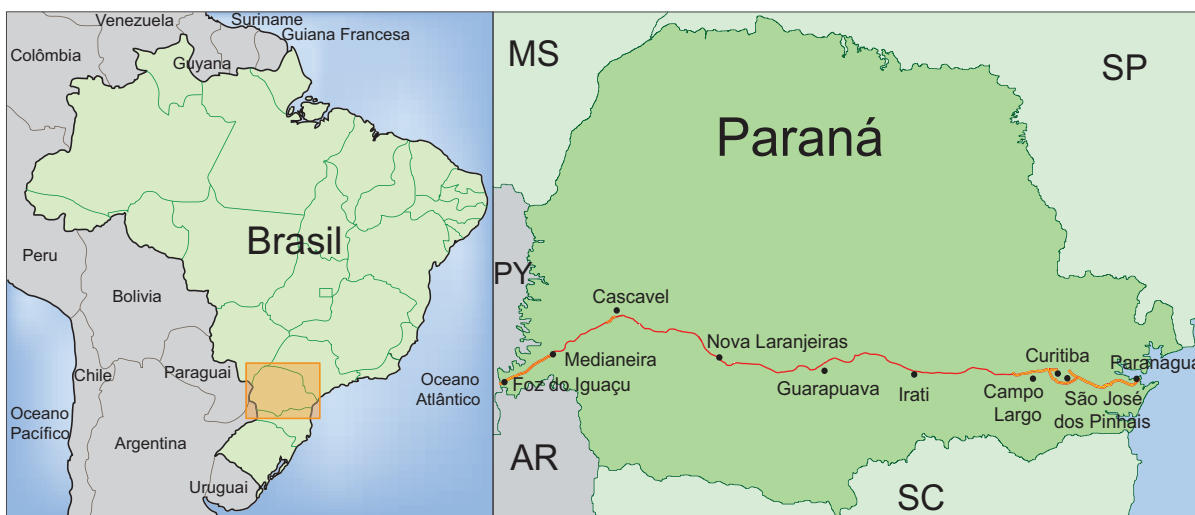 Venezuela
Suriname
Guiana Francesa
Colômbia
Guyana
Brasil
Peru
Bolivia
Chile
Paraguai
Oceano
Atlântico
Oceano
Pacífico
Argentina
Uruguai
MS
SP
Paraná
PY
Cascavel
Medianeira
Nova Laranjeiras
Foz do Iguaçu
Guarapuava
Irati
Campo
Largo
Curitiba
Paranagua
São José
dos Pinhais
AR
SC